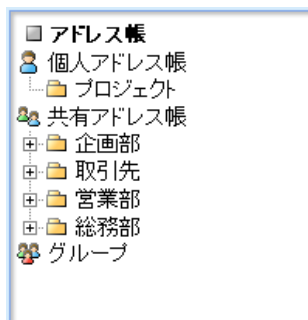 アドレス帳
個人アドレス帳
プロジェクト
共有アドレス帳
企画部
取引先
営業部
総務部
グループ